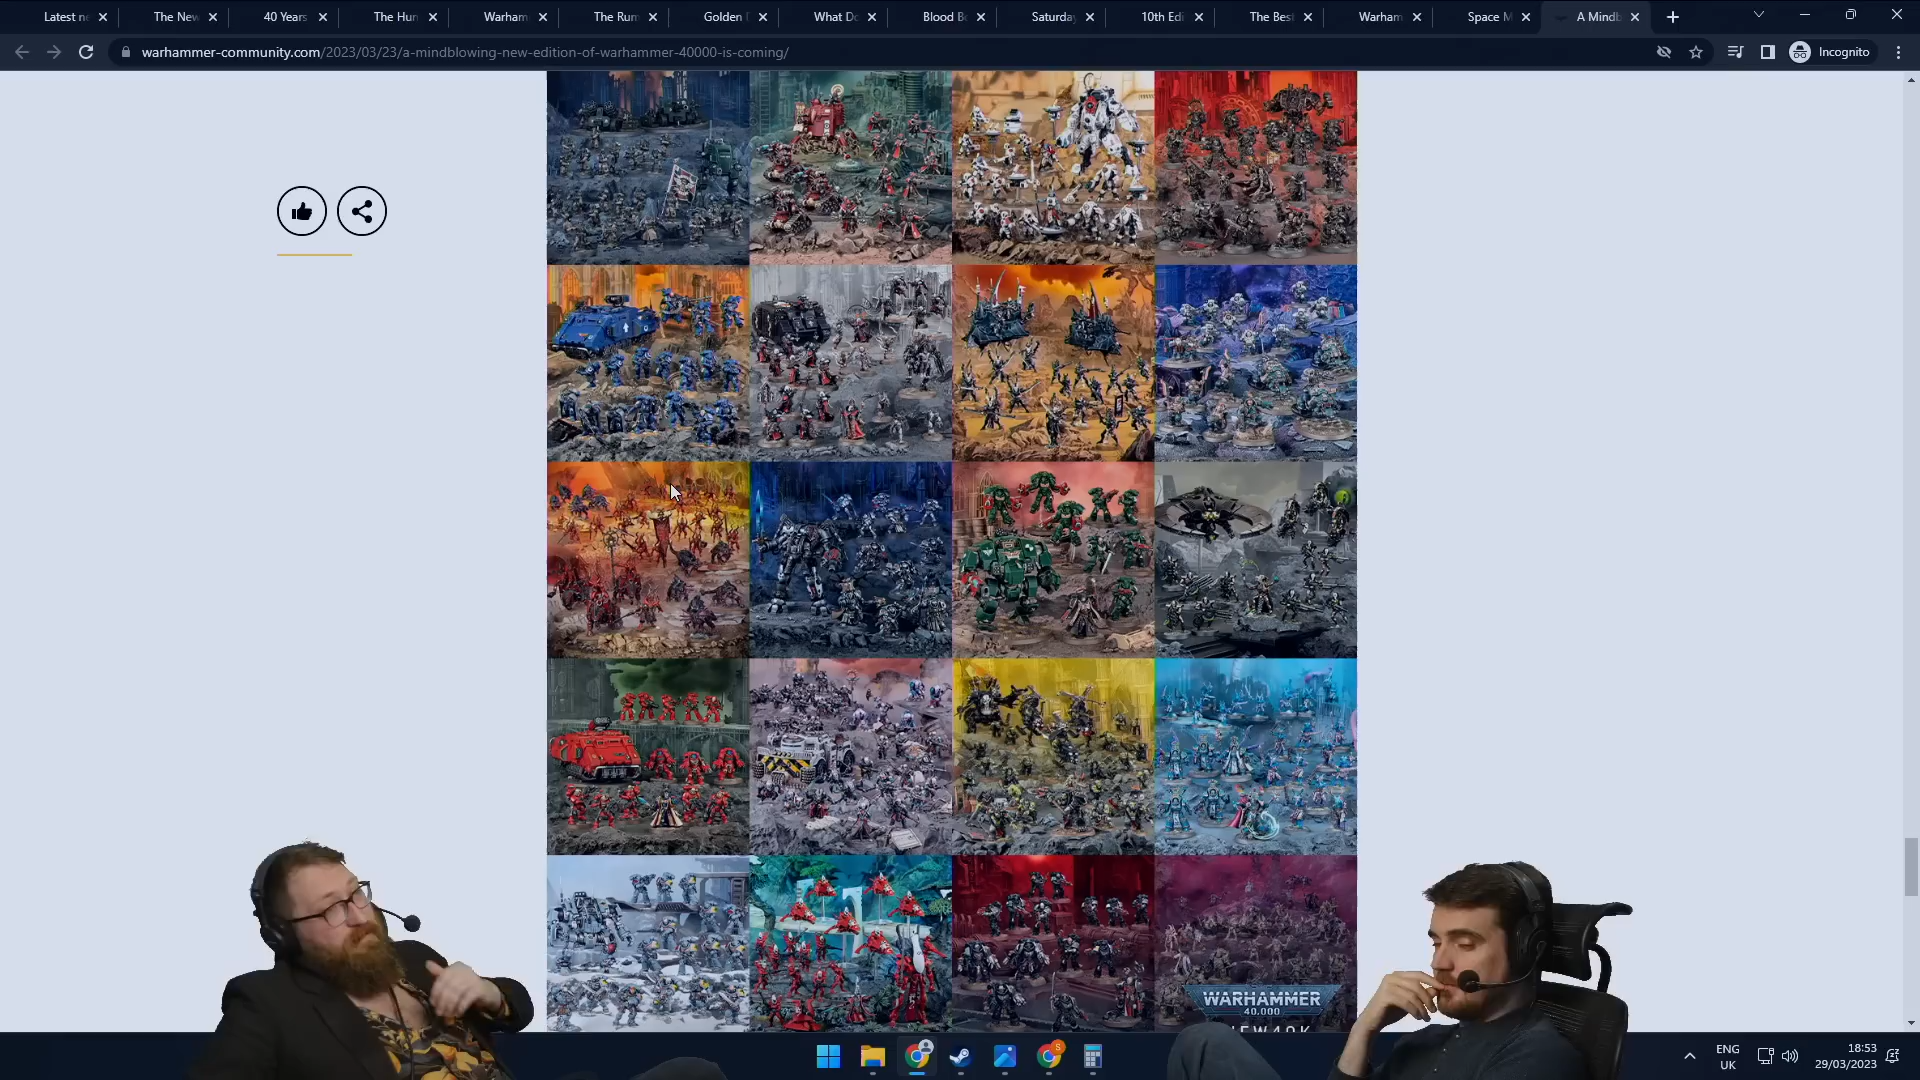 Latest n
The New
40 Years
The Hun
Warham
The Rum
Golden
What Do
Blood B
Saturday
10th Edi
The Best
Warham
Space M
A Mindb
warhammer-community.com/2023/03/23/a-mindblowing-new-edition-of-warhammer-40000-is-coming/
Incognito
WARHAMMER
40,000
NEW40K
ENG
UK
18:53
29/03/2023